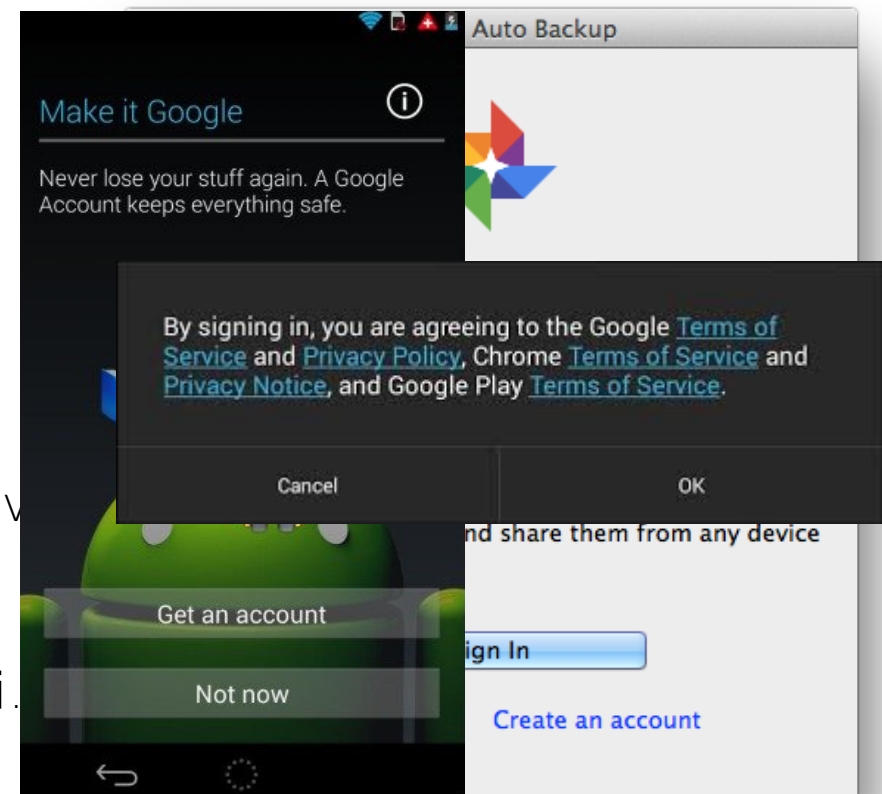 Auto Backup
Make it Google
Never lose your stuff again. A Google
Account keeps everything safe.
By signing in, you are agreeing to the Google Terms of
Service and Privacy Policy, Chrome Terms of Service and
Privacy Notice, and Google Play Terms of Service.
Cancel
OK
nd share them from any device
Get an account
ign In
Not now
Create an account